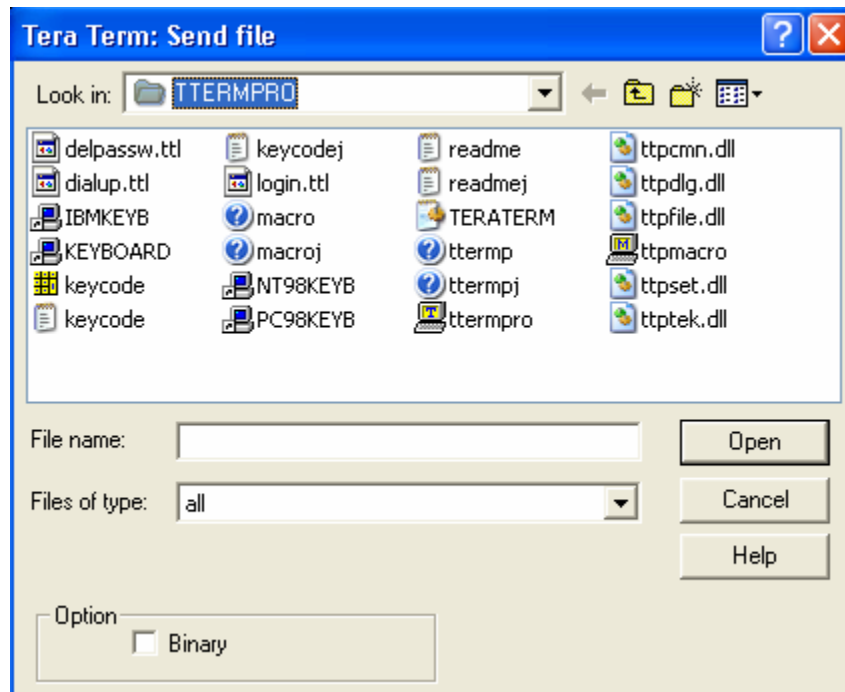 Tera Term: Send file
Look in: TTERMPRO
delpassw.ttl keycodej readme ttpcmn.dll
dialup.ttl login.ttl readmej ttpdlg.dll
IBMKEYB macro TERATERM ttpfile.dll
KEYBOARD macroj ttermp ttpmacro
keycode NT98KEYB ttermpj ttpset.dll
keycode PC98KEYB ttermpro ttptek.dll
File name: Open
Files of type: all Cancel
Help
Option
Binary